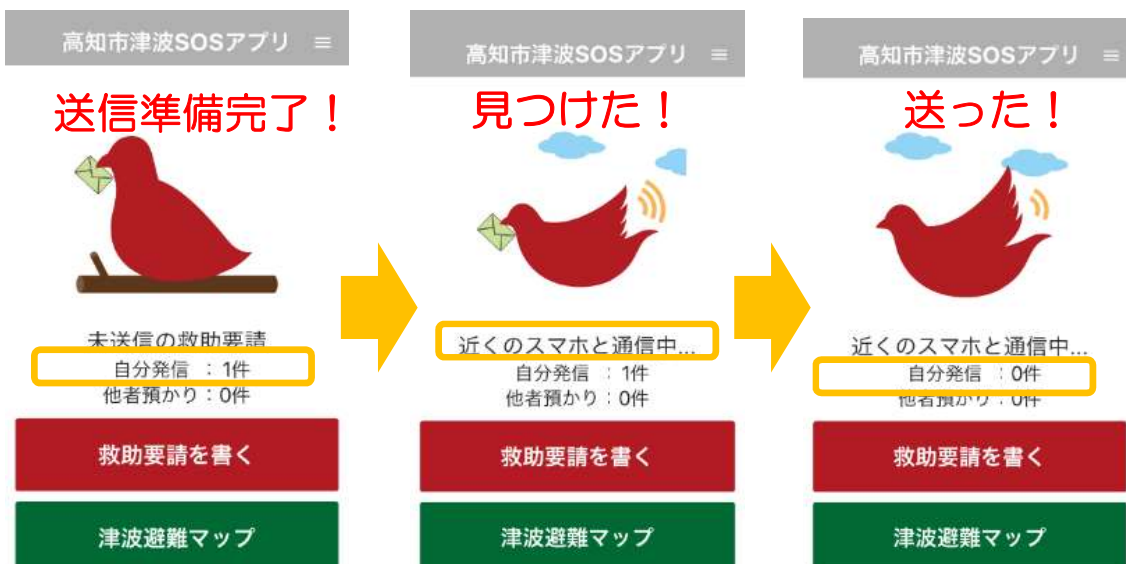 高知市津波SOSアプリ ≡
送信準備完了！
未送信の救助要請
自分発信 ：1件
他者預かり：0件
救助要請を書く
津波避難マップ
高知市津波SOSアプリ ≡
見つけた！
近くのスマホと通信中...
自分発信 ：1件
他者預かり：0件
救助要請を書く
津波避難マップ
高知市津波SOSアプリ ≡
送った！
近くのスマホと通信中...
自分発信 ：0件
他者預かり：0件
救助要請を書く
津波避難マップ